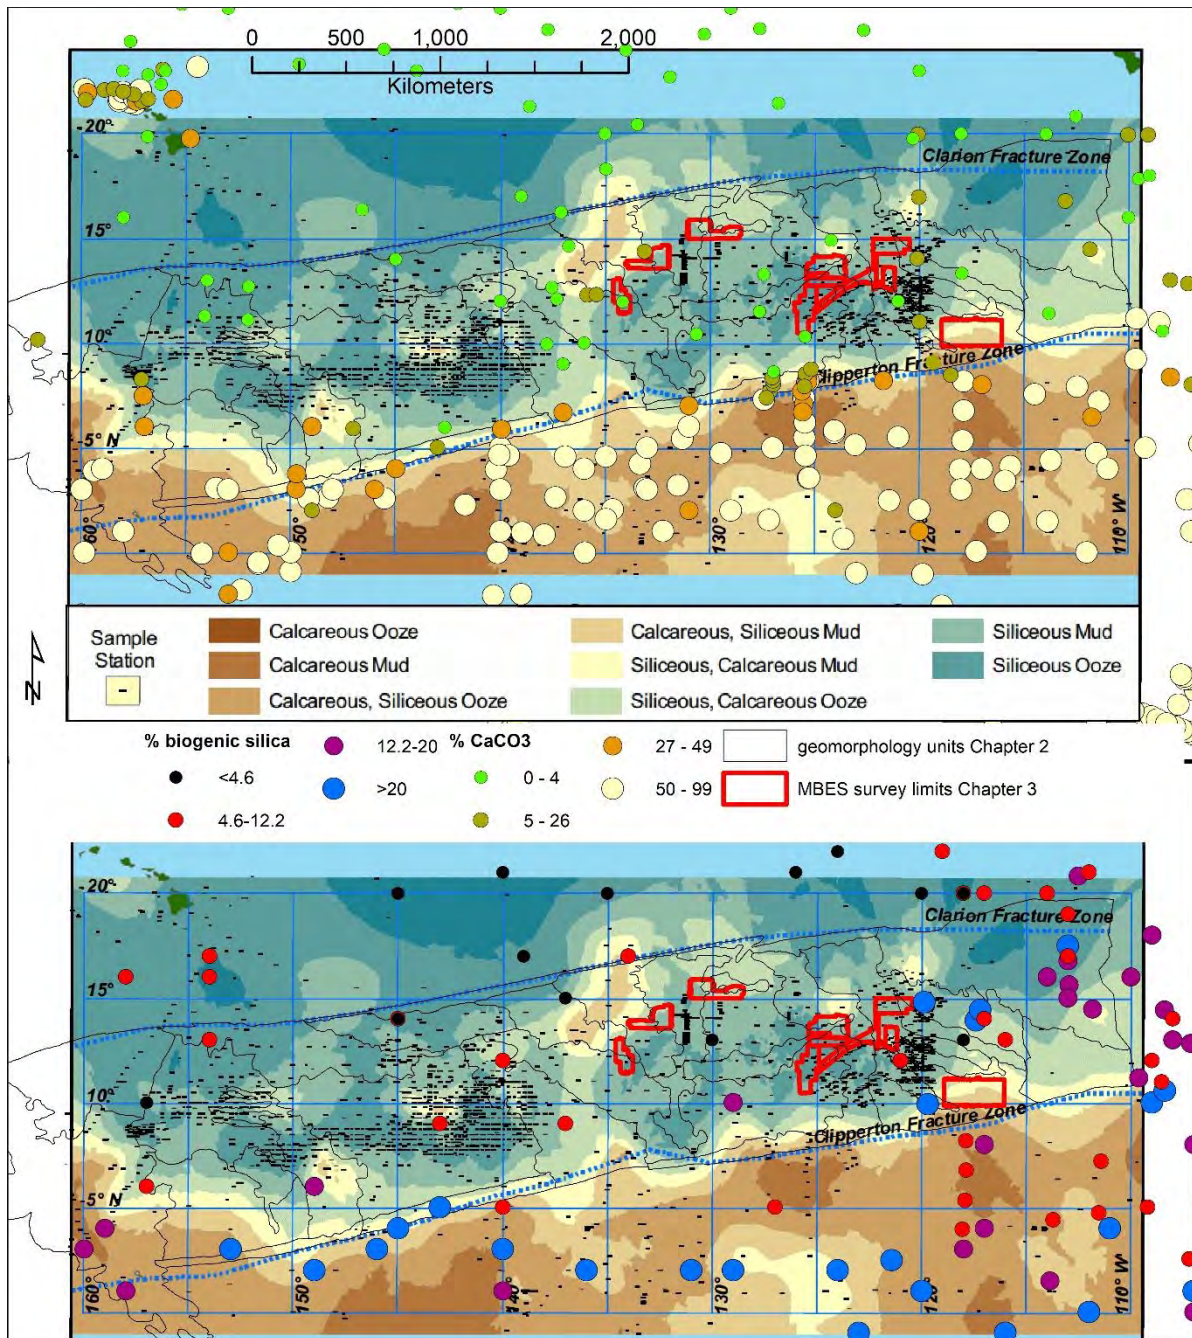 0 500 1,000 2,000
Kilometers
20°
Clarion Fracture Zone
15°
10°
Clipperton Fracture Zone
5° N
160° 150° 140° 130° 120° 110° W
Sample Station
Calcareous Ooze
Calcareous Mud
Calcareous, Siliceous Ooze
Calcareous, Siliceous Mud
Siliceous, Calcareous Mud
Siliceous, Calcareous Ooze
Siliceous Mud
Siliceous Ooze
N
% biogenic silica
<4.6
4.6-12.2
12.2-20
>20
% CaCO3
0 - 4
5 - 26
27 - 49
50 - 99
geomorphology units Chapter 2
MBES survey limits Chapter 3
20°
Clarion Fracture Zone
15°
10°
Clipperton Fracture Zone
5° N
160° 150° 140° 130° 120° 110° W